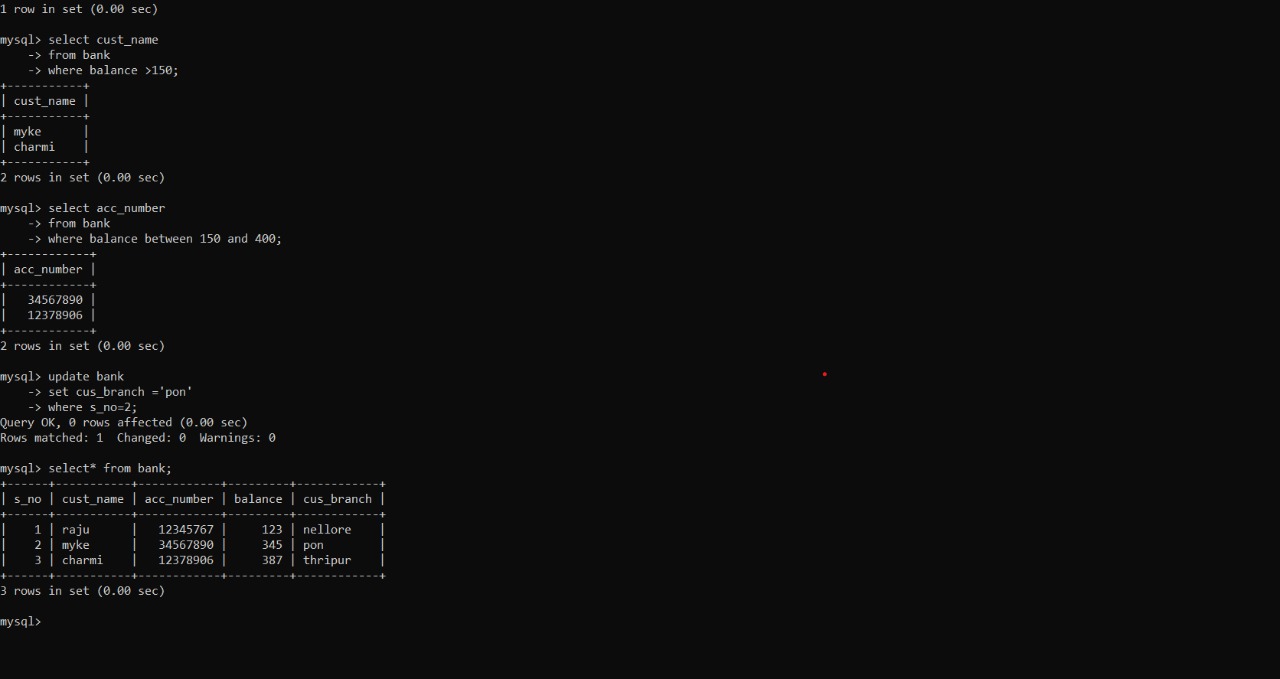 1 row in set (0.00 sec)
mysql> select cust_name
    -> from bank
    -> where balance >150;
+-----------+
| cust_name |
+-----------+
| myke      |
| charmi    |
+-----------+
2 rows in set (0.00 sec)
mysql> select acc_number
    -> from bank
    -> where balance between 150 and 400;
+------------+
| acc_number |
+------------+
|   34567890 |
|   12378906 |
+------------+
2 rows in set (0.00 sec)
mysql> update bank
    -> set cus_branch ='pon'
    -> where s_no=2;
Query OK, 0 rows affected (0.00 sec)
Rows matched: 1  Changed: 0  Warnings: 0
mysql> select* from bank;
+------+-----------+------------+---------+------------+
| s_no | cust_name | acc_number | balance | cus_branch |
+------+-----------+------------+---------+------------+
|    1 | raju      |   12345767 |     123 | nellore    |
|    2 | myke      |   34567890 |     345 | pon        |
|    3 | charmi    |   12378906 |     387 | thripur    |
+------+-----------+------------+---------+------------+
3 rows in set (0.00 sec)
mysql>